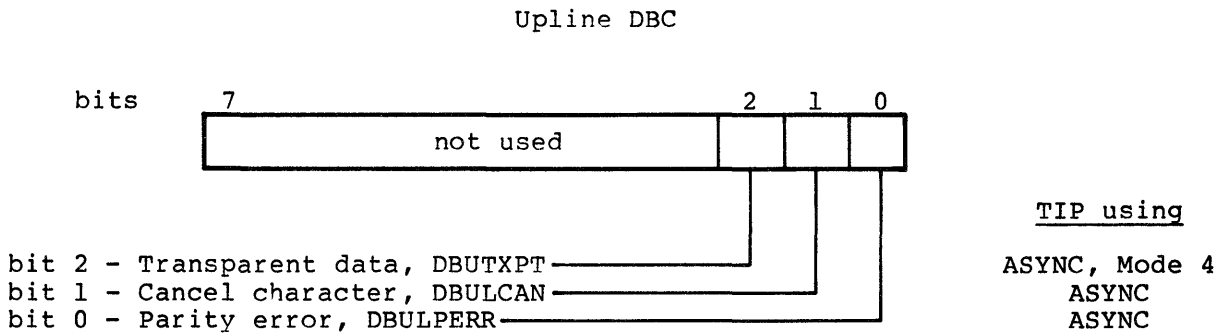 Upline DBC
bits 7 2 1 0
not used
TIP using
bit 2 - Transparent data, DBUTXPT ASYNC, Mode 4
bit 1 - Cancel character, DBULCAN ASYNC
bit 0 - Parity error, DBULPERR ASYNC